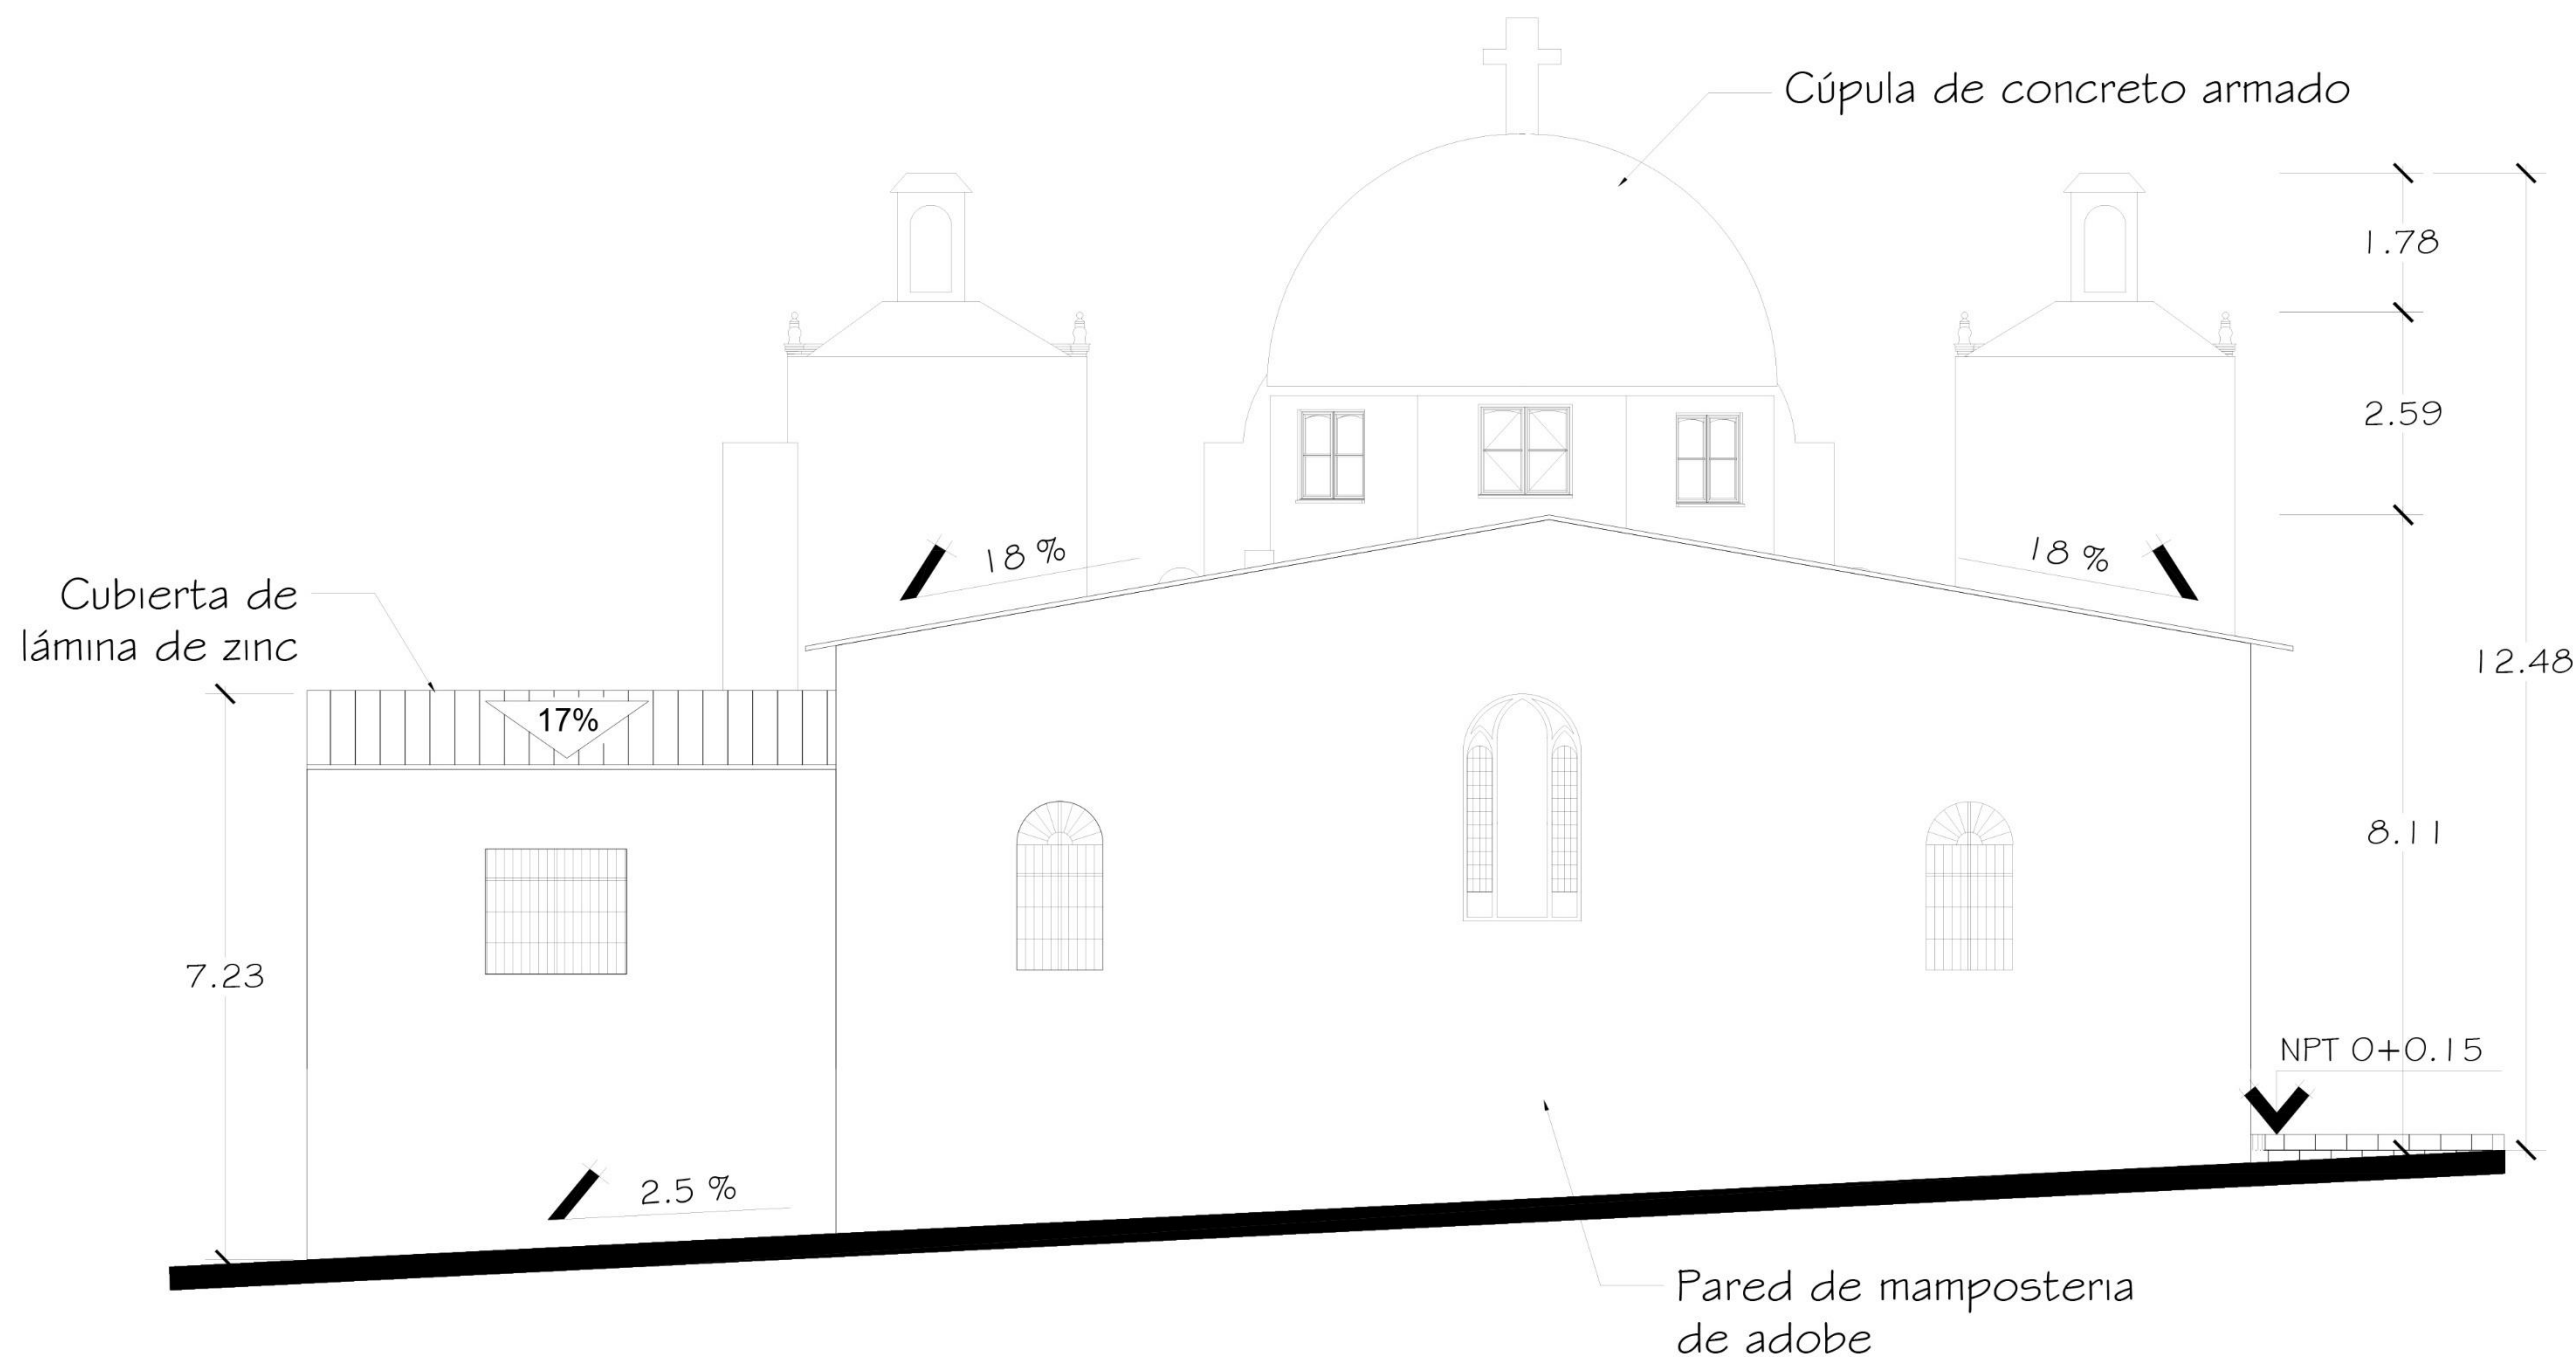 Cúpula de concreto armado
1.78
2.59
18 %
18 %
Cubierta de
lámina de zinc
12.48
17%
8.11
7.23
NPT 0+0.15
2.5 %
Pared de mamposteria
de adobe